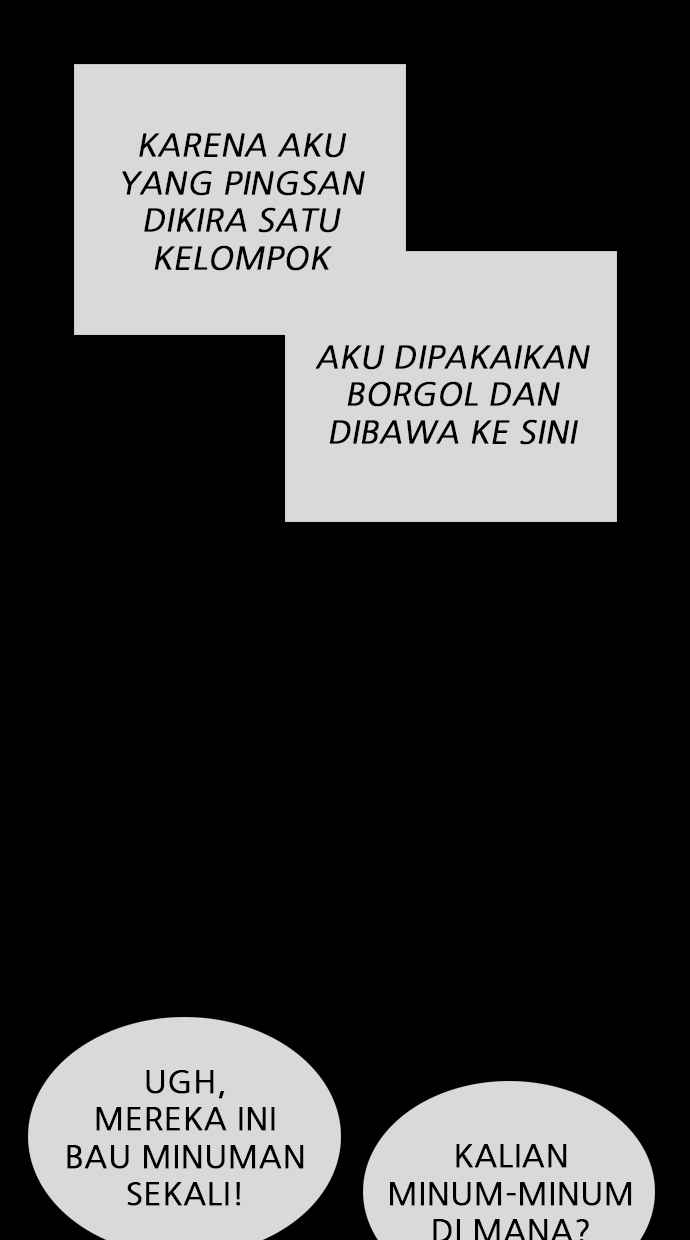 KARENA AKU
YANG PINGSAN
DIKIRA SATU
KELOMPOK
AKU DIPAKAIKAN
BORGOL DAN
DIBAWA KE SINI
UGH,
MEREKA INI
BAU MINUMAN
SEKALI!
KALIAN
MINUM-MINUM
DI MANA?